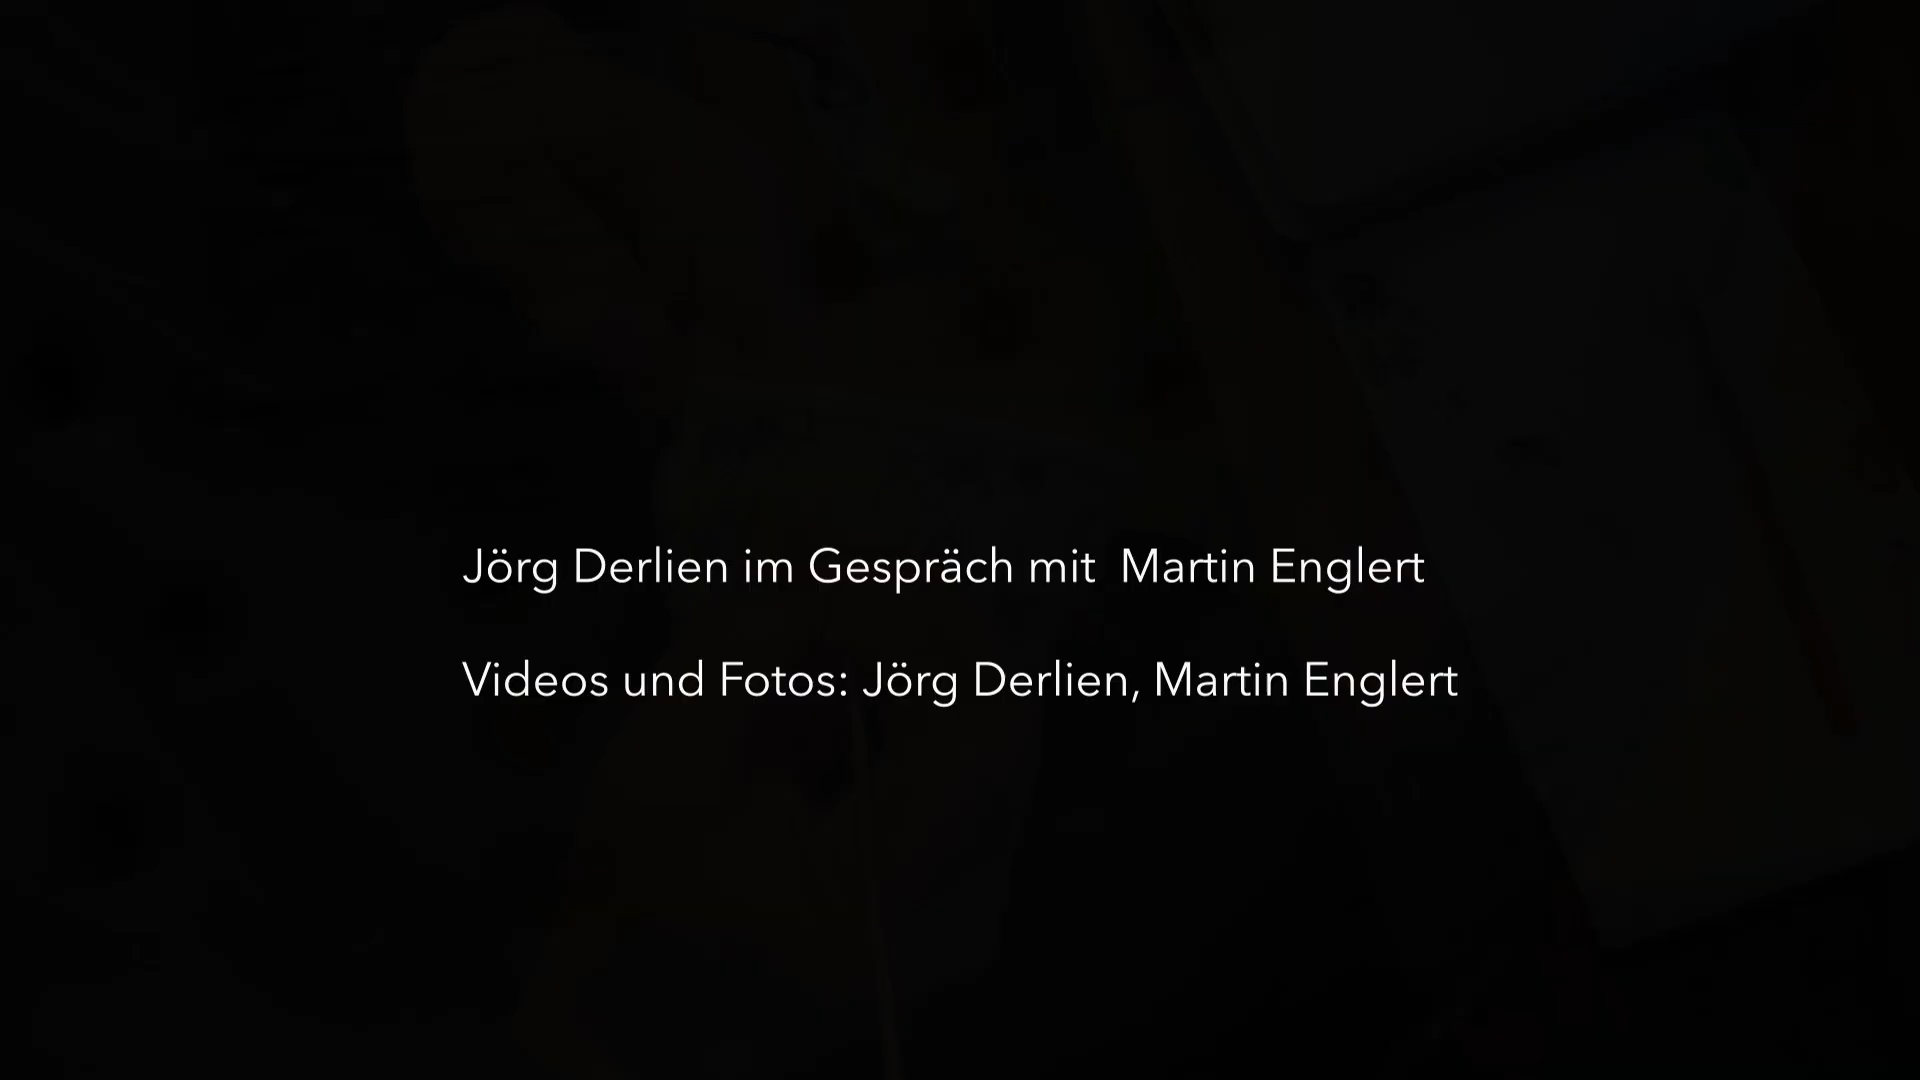 Jörg Derlien im Gespräch mit  Martin Englert
Videos und Fotos: Jörg Derlien, Martin Englert